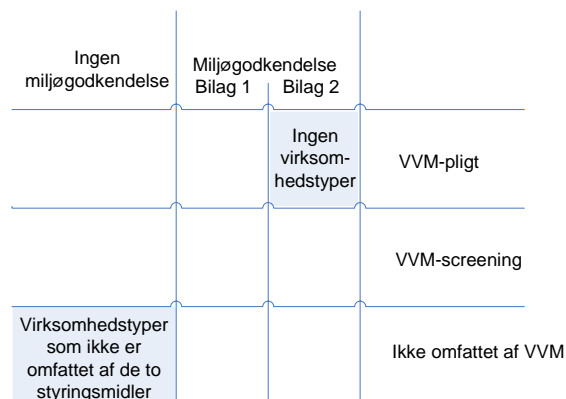 Ingen
miljøgodkendelse
Miljøgodkendelse
Bilag 1 Bilag 2
Ingen
virksom-
hedstyper
VVM-pligt
VVM-screening
Virksomhedstyper
som ikke er
omfattet af de to
styringsmidler
Ikke omfattet af VVM